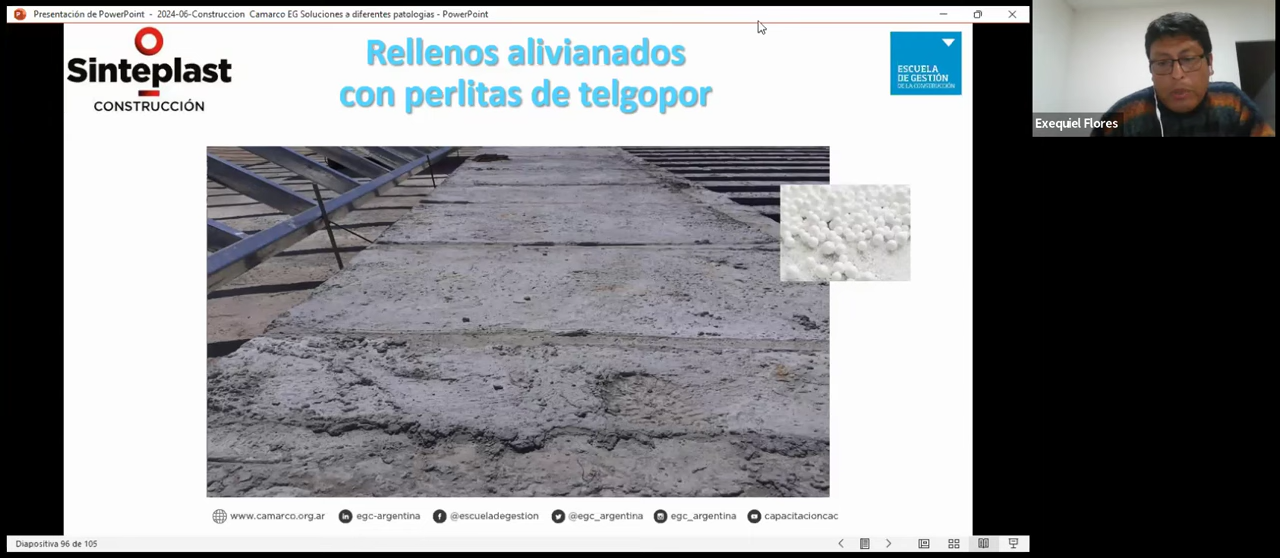 Presentación de PowerPoint - 2024-06-Construccion Camarco EG Soluciones a diferentes patologias - PowerPoint
Sinteplast
CONSTRUCCIÓN
Rellenos alivianados
con perlitas de telgopor
ESCUELA
DE GESTIÓN
DE LA CONSTRUCCIÓN
Exequiel Flores
www.camarco.org.ar egc-argentina @escueladegestion @egc_argentina egc_argentina capacitacioncac
Diapositiva 96 de 105